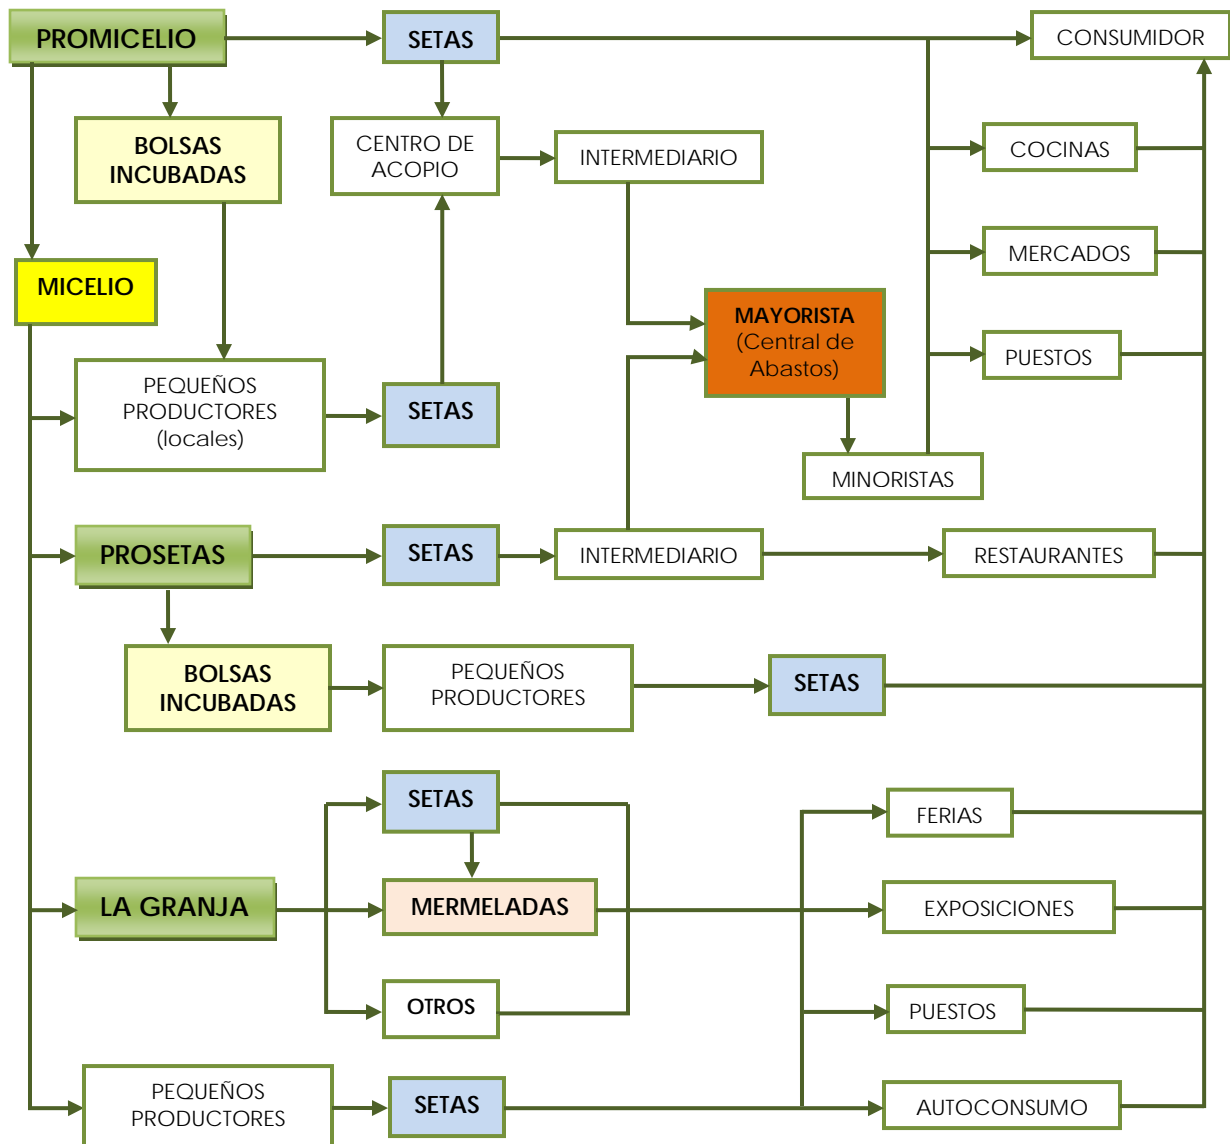 PROMICELIO
SETAS
CONSUMIDOR
BOLSAS
INCUBADAS
CENTRO DE
ACOPIO
INTERMEDIARIO
COCINAS
MERCADOS
MICELIO
MAYORISTA
(Central de
Abastos)
PUESTOS
PEQUEÑOS
PRODUCTORES
(locales)
SETAS
MINORISTAS
PROSETAS
SETAS
INTERMEDIARIO
RESTAURANTES
BOLSAS
INCUBADAS
PEQUEÑOS
PRODUCTORES
SETAS
SETAS
FERIAS
LA GRANJA
MERMELADAS
EXPOSICIONES
OTROS
PUESTOS
PEQUEÑOS
PRODUCTORES
SETAS
AUTOCONSUMO